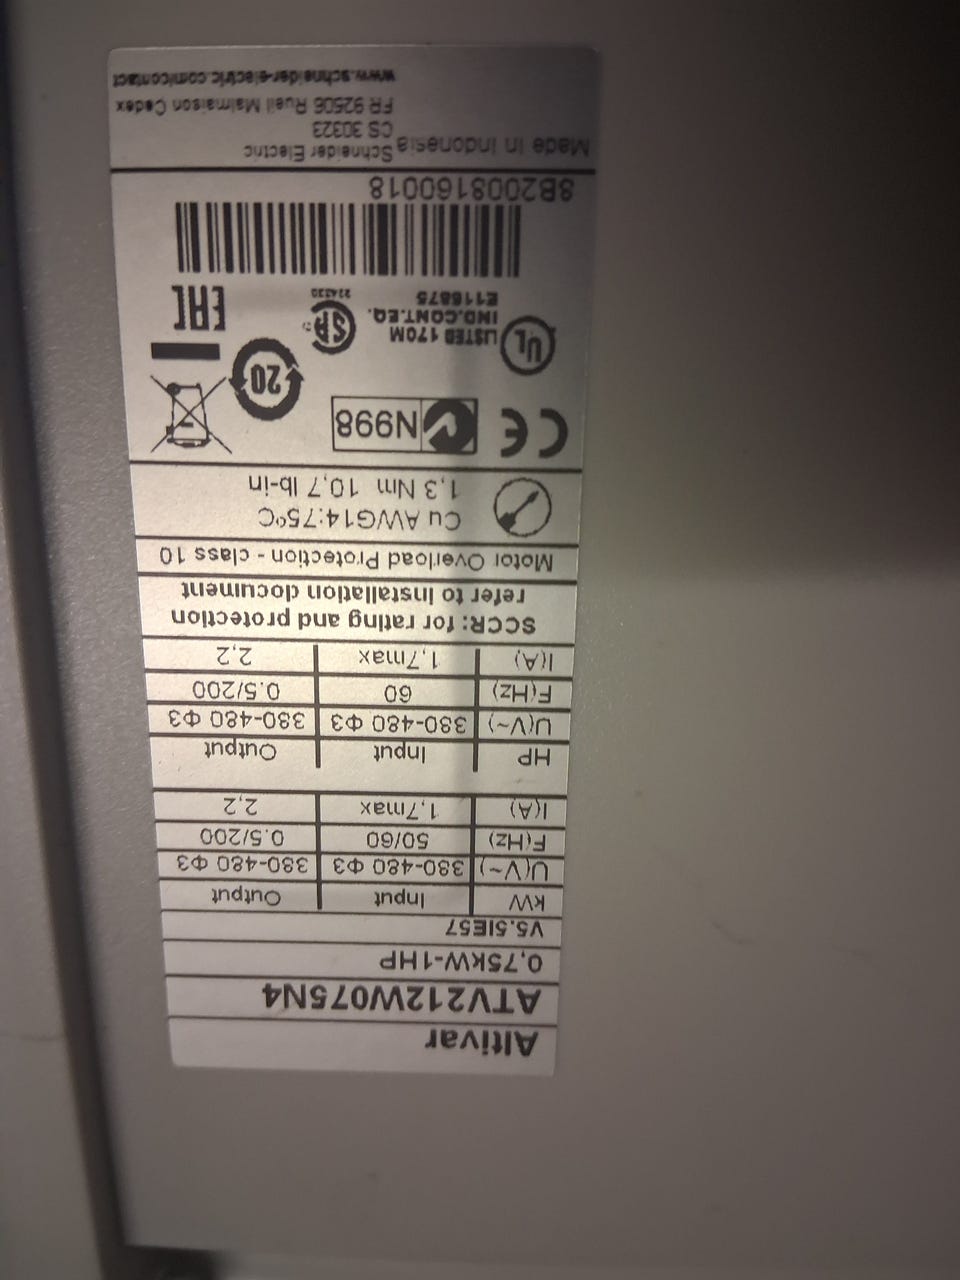 Altivar
ATV212W075N4
0,75kW-1HP
V5.5IE57
kW Input Output
U(V~) 380-480 Φ3 380-480 Φ3
F(Hz) 50/60 0.5/200
I(A) 1,7max 2,2
HP Input Output
U(V~) 380-480 Φ3 380-480 Φ3
F(Hz) 60 0.5/200
I(A) 1,7max 2,2
SCCR: for rating and protection
refer to installation document
Motor Overload Protection - class 10
Cu AWG14:75°C
1,3 Nm 10,7 lb-in
CE N998
20
UL LISTED 170M
IND.CONT.EQ.
E116875
SA
EAC
8B2008160018
Made in Indonesia
Schneider Electric
CS 30323
FR 92506 Rueil Malmaison Cedex
www.schneider-electric.com/contact